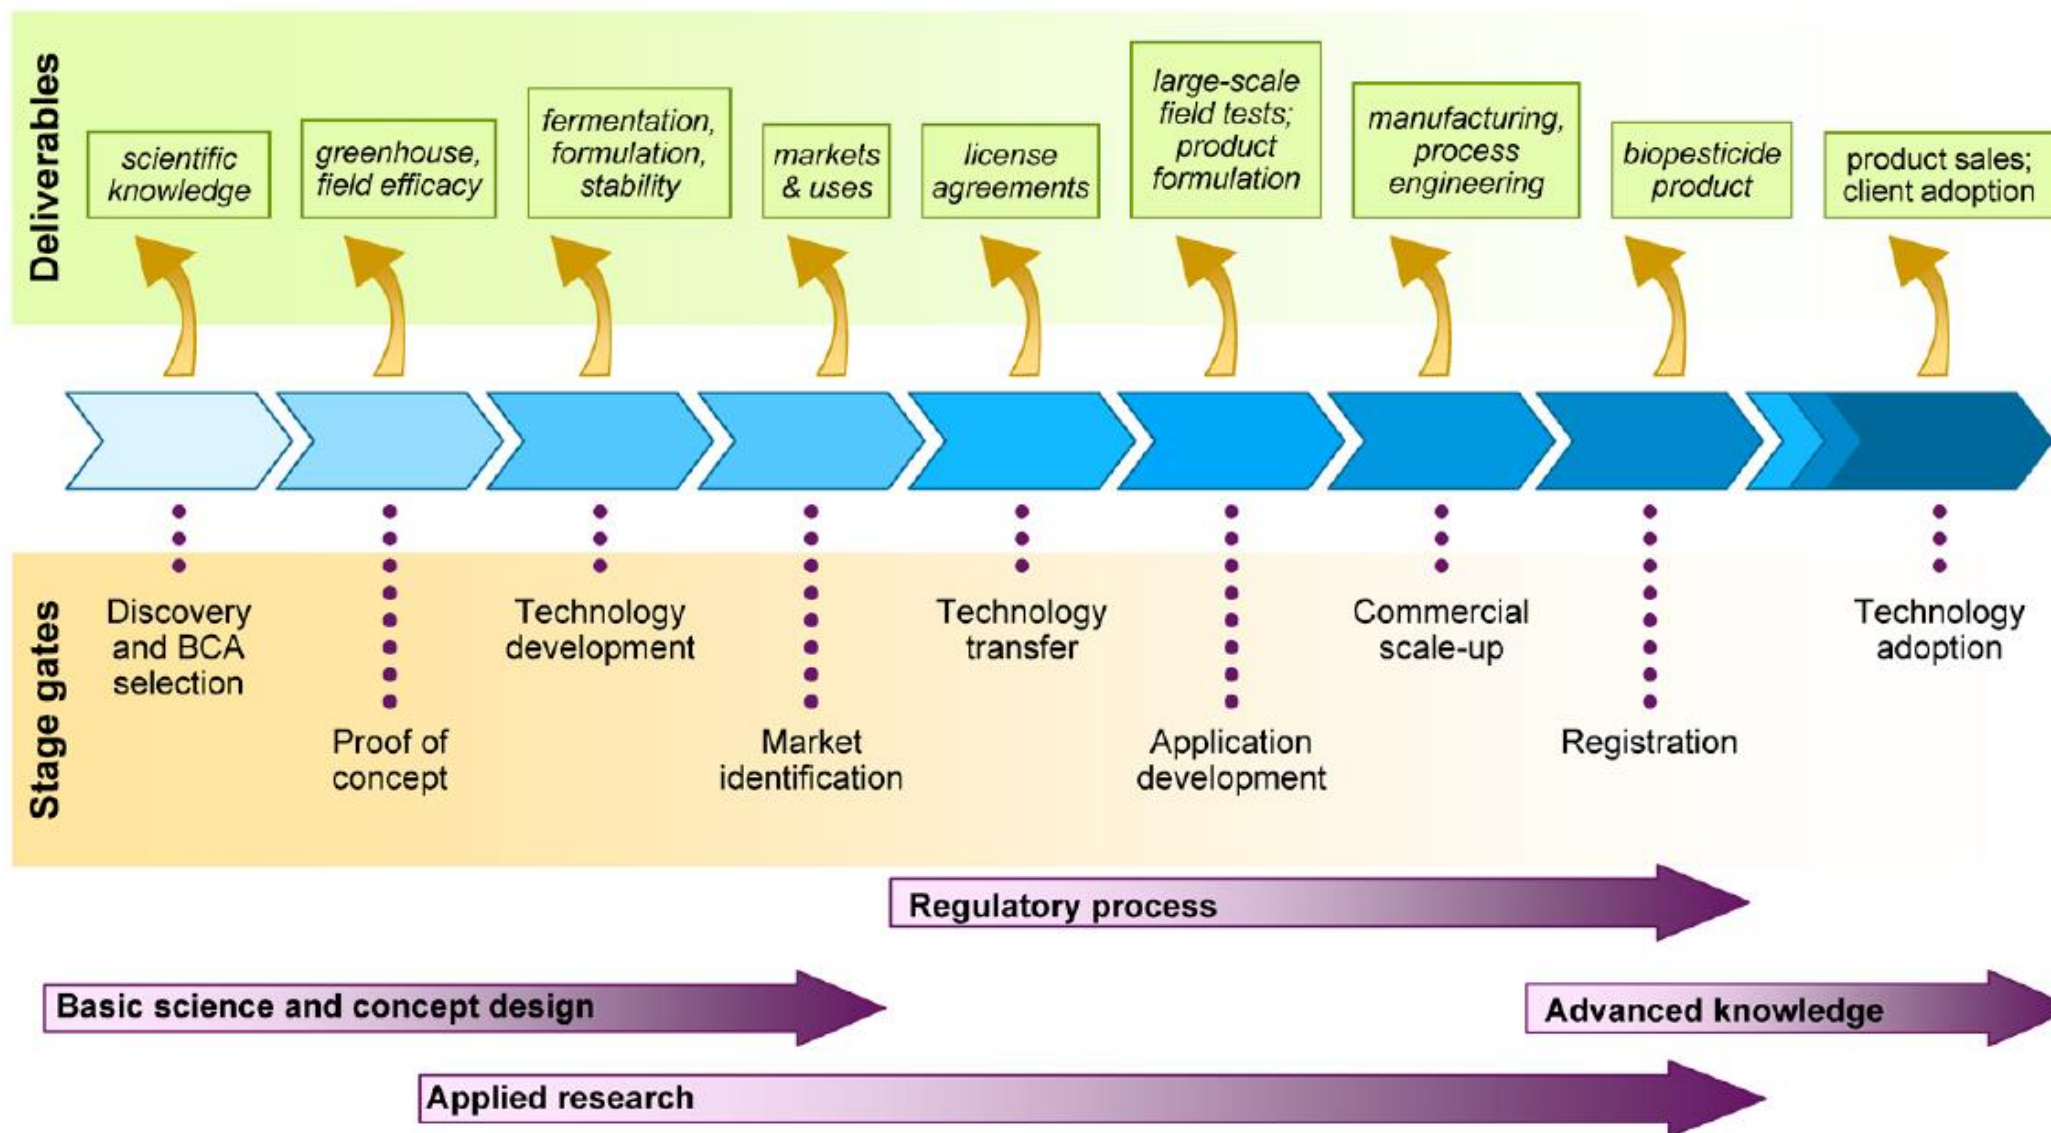 Deliverables
scientific
knowledge
greenhouse,
field efficacy
fermentation,
formulation,
stability
markets
& uses
license
agreements
large-scale
field tests;
product
formulation
manufacturing,
process
engineering
biopesticide
product
product sales;
client adoption
Stage gates
Discovery
and BCA
selection
Proof of
concept
Technology
development
Market
identification
Technology
transfer
Application
development
Commercial
scale-up
Registration
Technology
adoption
Regulatory process
Basic science and concept design
Advanced knowledge
Applied research